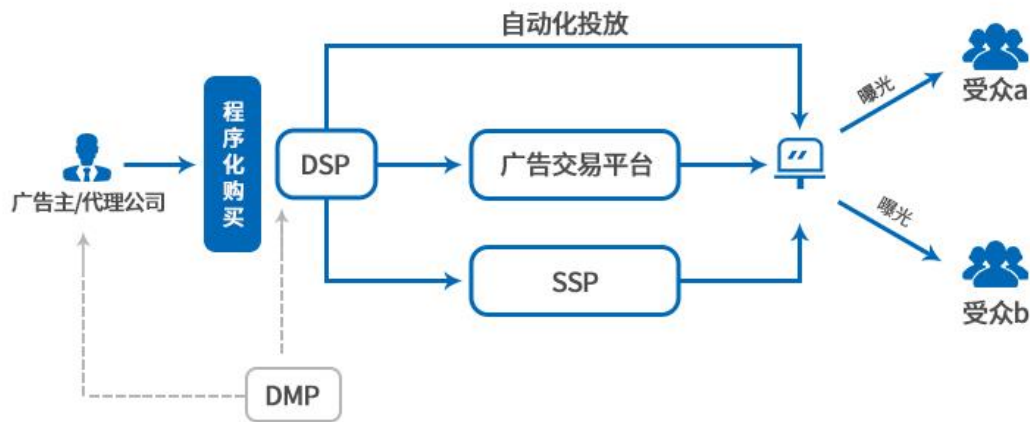 自动化投放
曝光
受众a
程序化购买
DSP
广告交易平台
广告主/代理公司
曝光
SSP
受众b
DMP